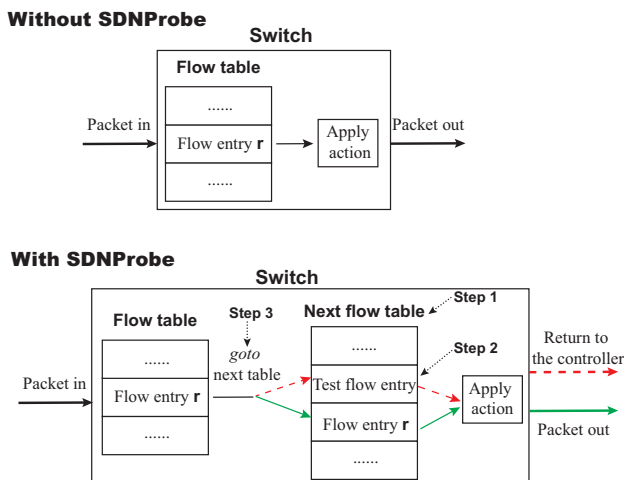 Without SDNProbe
Switch
Flow table
......
Packet in
Flow entry r
Apply
action
Packet out
......
With SDNProbe
Switch
Flow table
Step 3
Next flow table
Step 1
......
goto
next table
......
Step 2
Return to
the controller
Packet in
Flow entry r
Test flow entry
Apply
action
......
Flow entry r
Packet out
......